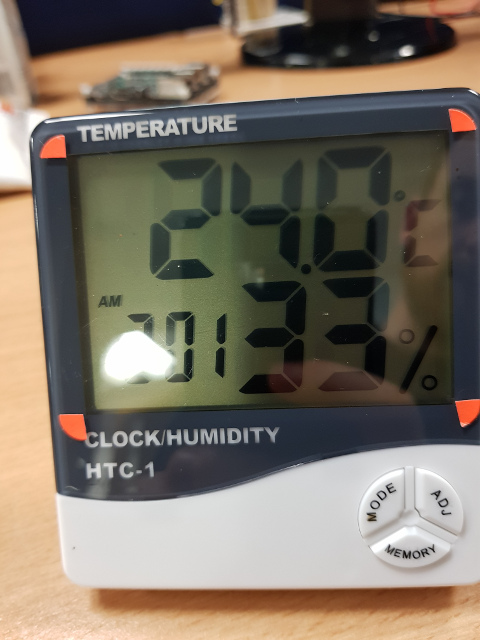 TEMPERATURE
24.0°C
AM
33%
CLOCK/HUMIDITY
HTC-1
MODE
ADJ
MEMORY